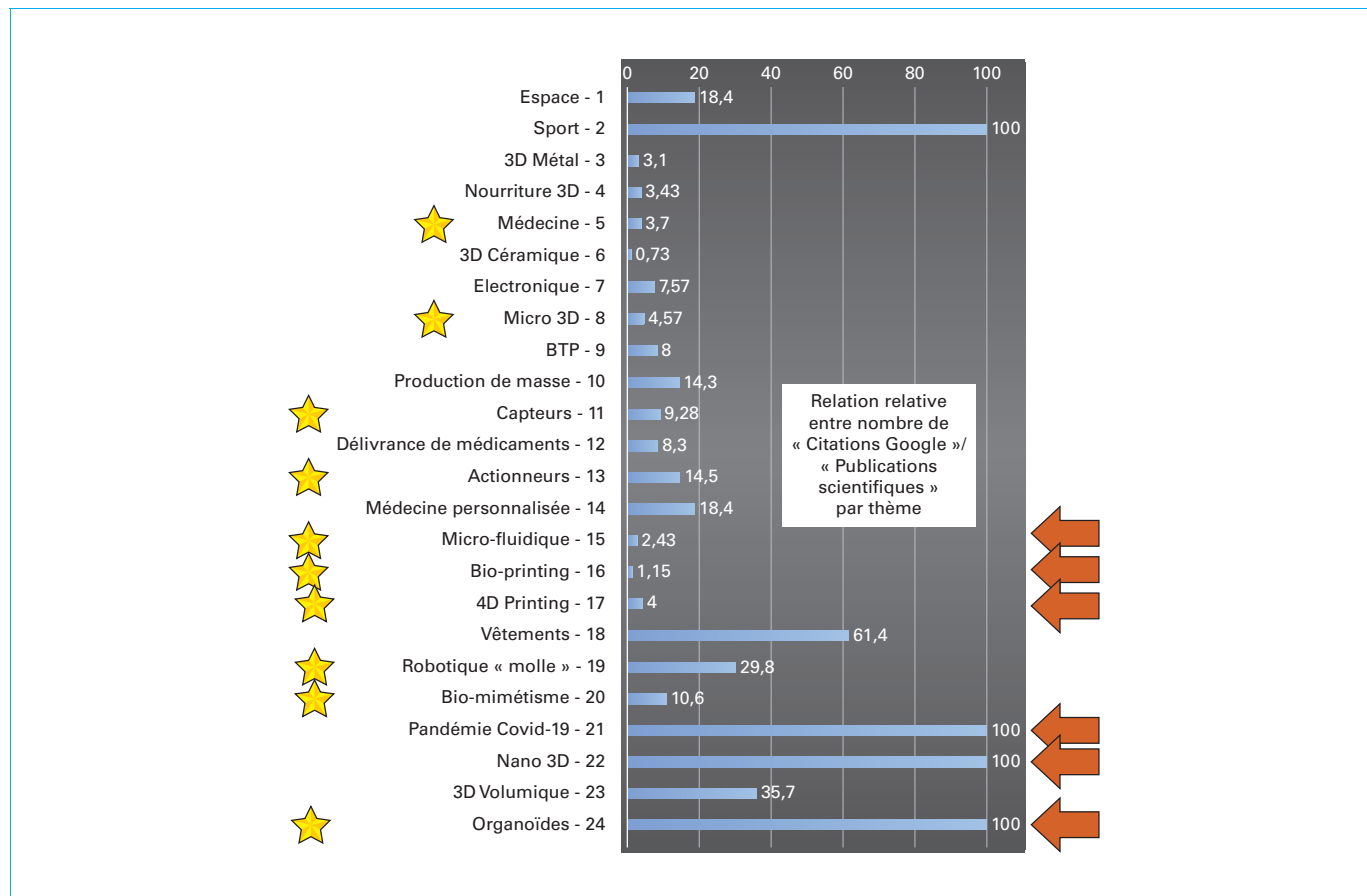 0 20 40 60 80 100
Espace - 1 18,4
Sport - 2 100
3D Métal - 3 3,1
Nourriture 3D - 4 3,43
Médecine - 5 3,7
3D Céramique - 6 0,73
Electronique - 7 7,57
Micro 3D - 8 4,57
BTP - 9 8
Production de masse - 10 14,3
Capteurs - 11 9,28
Délivrance de médicaments - 12 8,3
Actionneurs - 13 14,5
Médecine personnalisée - 14 18,4
Micro-fluidique - 15 2,43
Bio-printing - 16 1,15
4D Printing - 17 4
Vêtements - 18 61,4
Robotique « molle » - 19 29,8
Bio-mimétisme - 20 10,6
Pandémie Covid-19 - 21 100
Nano 3D - 22 100
3D Volumique - 23 35,7
Organoïdes - 24 100
Relation relative
entre nombre de
« Citations Google »/
« Publications
scientifiques »
par thème